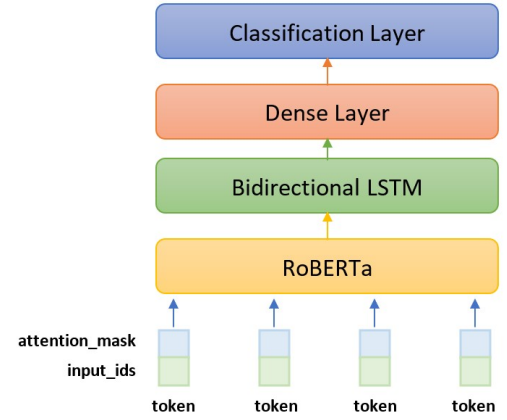 Classification Layer
Dense Layer
Bidirectional LSTM
RoBERTa
attention_mask
input_ids
token token token token